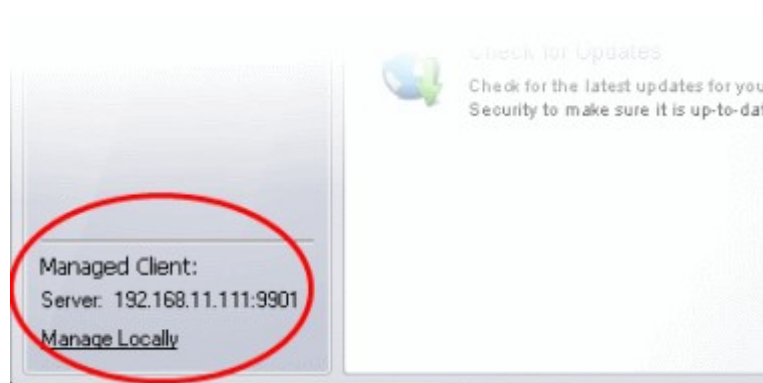 Check for Updates
Check for the latest updates for you
Security to make sure it is up-to-dat
Managed Client:
Server: 192.168.11.111:9901
Manage Locally